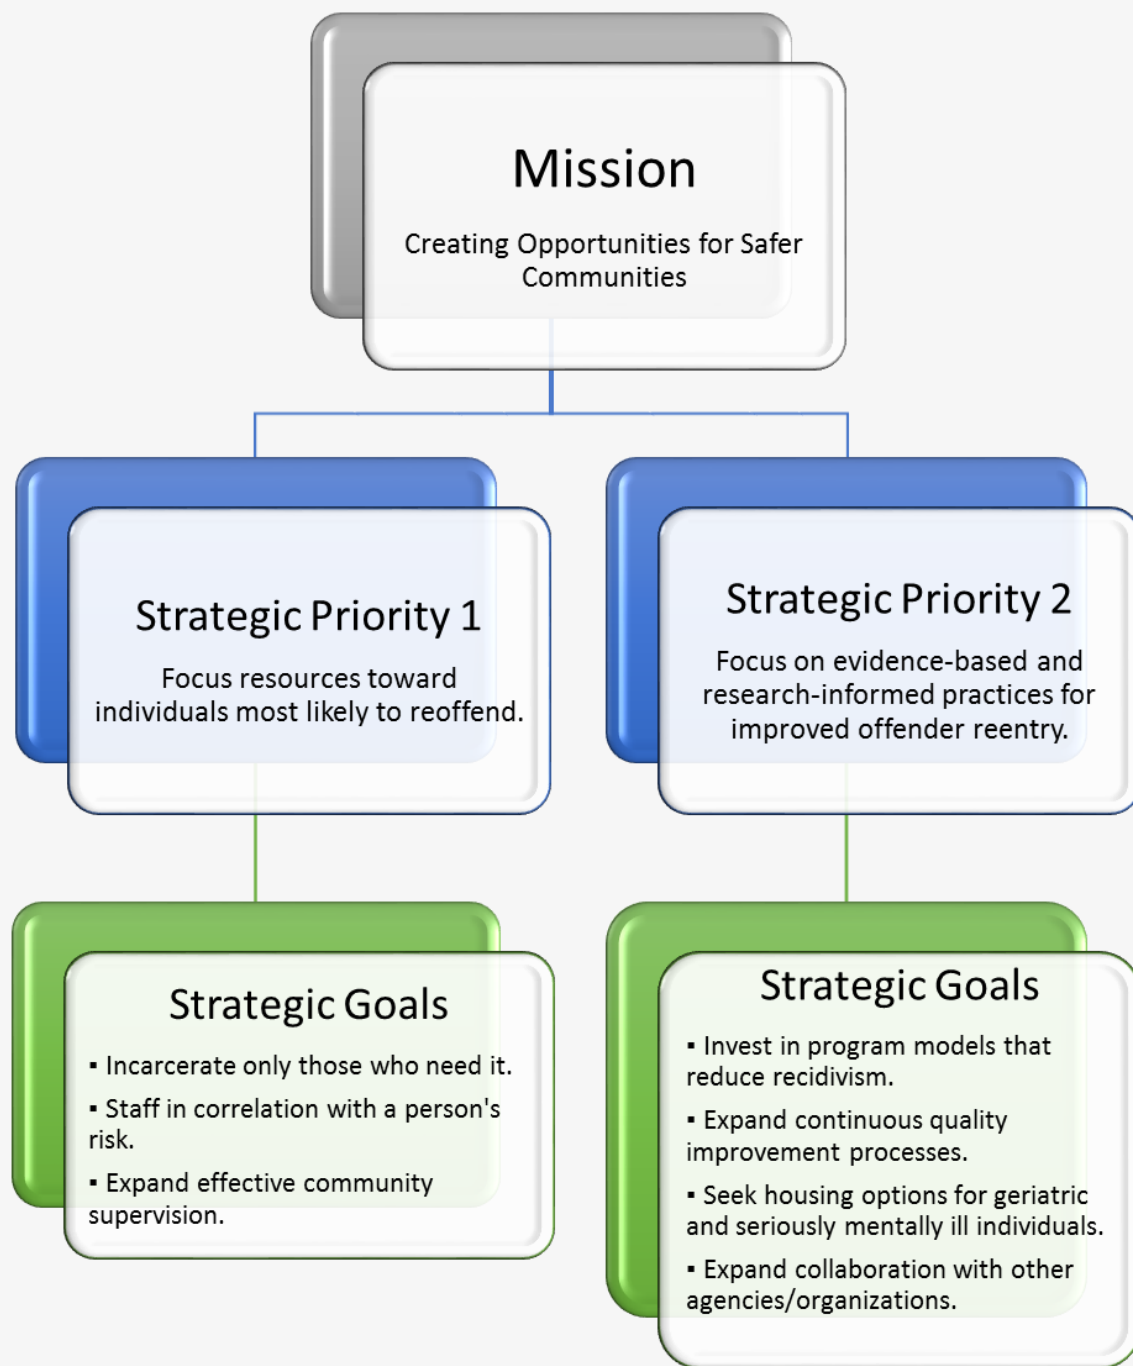 Mission
Creating Opportunities for Safer
Communities
Strategic Priority 1
Focus resources toward
individuals most likely to reoffend.
Strategic Priority 2
Focus on evidence-based and
research-informed practices for
improved offender reentry.
Strategic Goals
▪ Incarcerate only those who need it.
▪ Staff in correlation with a person's
risk.
▪ Expand effective community
supervision.
Strategic Goals
▪ Invest in program models that
reduce recidivism.
▪ Expand continuous quality
improvement processes.
▪ Seek housing options for geriatric
and seriously mentally ill individuals.
▪ Expand collaboration with other
agencies/organizations.